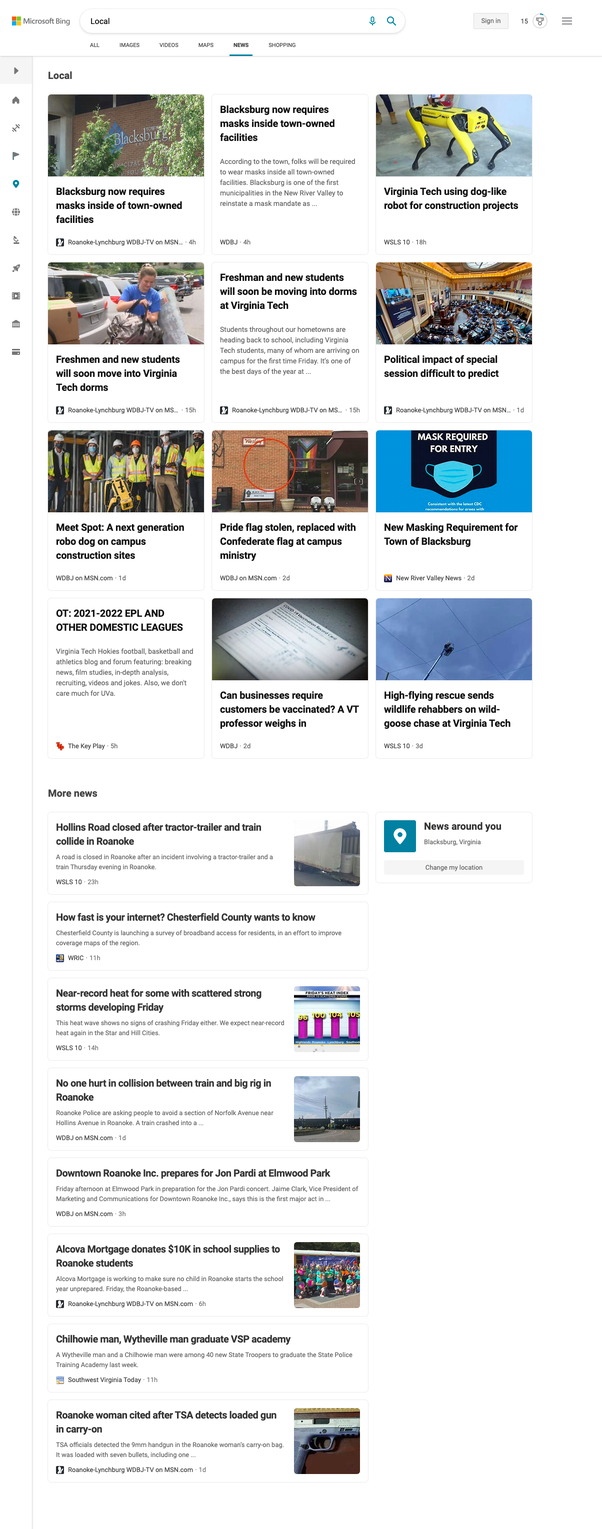 Microsoft Bing
Local
Sign in
15
ALL
IMAGES
VIDEOS
MAPS
NEWS
SHOPPING
Local
Blacksburg
Blacksburg now requires
masks inside of town-owned
facilities
Roanoke-Lynchburg WDBJ-TV on MSN... · 4h
Blacksburg now requires
masks inside town-owned
facilities
According to the town, folks will be required
to wear masks inside all town-owned
facilities. Blacksburg is one of the first
municipalities in the New River Valley to
reinstate a mask mandate as ...
WDBJ · 4h
Virginia Tech using dog-like
robot for construction projects
WSLS 10 · 18h
Freshmen and new students
will soon move into Virginia
Tech dorms
Roanoke-Lynchburg WDBJ-TV on MS... · 15h
Freshman and new students
will soon be moving into dorms
at Virginia Tech
Students throughout our hometowns are
heading back to school, including Virginia
Tech students, many of whom are arriving on
campus for the first time Friday. It's one of
the best days of the year at ...
Roanoke-Lynchburg WDBJ-TV on MS... · 15h
Political impact of special
session difficult to predict
Roanoke-Lynchburg WDBJ-TV on MSN... · 1d
Meet Spot: A next generation
robo dog on campus
construction sites
WDBJ on MSN.com · 1d
Pride flag stolen, replaced with
Confederate flag at campus
ministry
WDBJ on MSN.com · 2d
MASK REQUIRED
FOR ENTRY
Consistent with the latest CDC
recommendations for areas with
New Masking Requirement for
Town of Blacksburg
New River Valley News · 2d
OT: 2021-2022 EPL AND
OTHER DOMESTIC LEAGUES
Virginia Tech Hokies football, basketball and
athletics blog and forum featuring: breaking
news, film studies, in-depth analysis,
recruiting, videos and jokes. Also, we don't
care much for UVa.
The Key Play · 5h
Can businesses require
customers be vaccinated? A VT
professor weighs in
WDBJ · 2d
High-flying rescue sends
wildlife rehabbers on wild-
goose chase at Virginia Tech
WSLS 10 · 3d
More news
Hollins Road closed after tractor-trailer and train
collide in Roanoke
A road is closed in Roanoke after an incident involving a tractor-trailer and a
train Thursday evening in Roanoke.
WSLS 10 · 23h
News around you
Blacksburg, Virginia
Change my location
How fast is your internet? Chesterfield County wants to know
Chesterfield County is launching a survey of broadband access for residents, in an effort to improve
coverage maps of the region.
WRIC · 11h
Near-record heat for some with scattered strong
storms developing Friday
This heat wave shows no signs of crashing Friday either. We expect near-record
heat again in the Star and Hill Cities.
WSLS 10 · 14h
FRIDAY'S HEAT INDEX
96 100 104 105
No one hurt in collision between train and big rig in
Roanoke
Roanoke Police are asking people to avoid a section of Norfolk Avenue near
Hollins Avenue in Roanoke. A train crashed into a ...
WDBJ on MSN.com · 1d
Downtown Roanoke Inc. prepares for Jon Pardi at Elmwood Park
Friday afternoon at Elmwood Park in preparation for the Jon Pardi concert. Jaime Clark, Vice President of
Marketing and Communications for Downtown Roanoke Inc., says this is the first major act in ...
WDBJ on MSN.com · 3h
Alcova Mortgage donates $10K in school supplies to
Roanoke students
Alcova Mortgage is working to make sure no child in Roanoke starts the school
year unprepared. Friday, the Roanoke-based ...
Roanoke-Lynchburg WDBJ-TV on MSN.com · 6h
Chilhowie man, Wytheville man graduate VSP academy
A Wytheville man and a Chilhowie man were among 40 new State Troopers to graduate the State Police
Training Academy last week.
Southwest Virginia Today · 11h
Roanoke woman cited after TSA detects loaded gun
in carry-on
TSA officials detected the 9mm handgun in the Roanoke woman's carry-on bag.
It was loaded with seven bullets, including one ...
Roanoke-Lynchburg WDBJ-TV on MSN.com · 1d